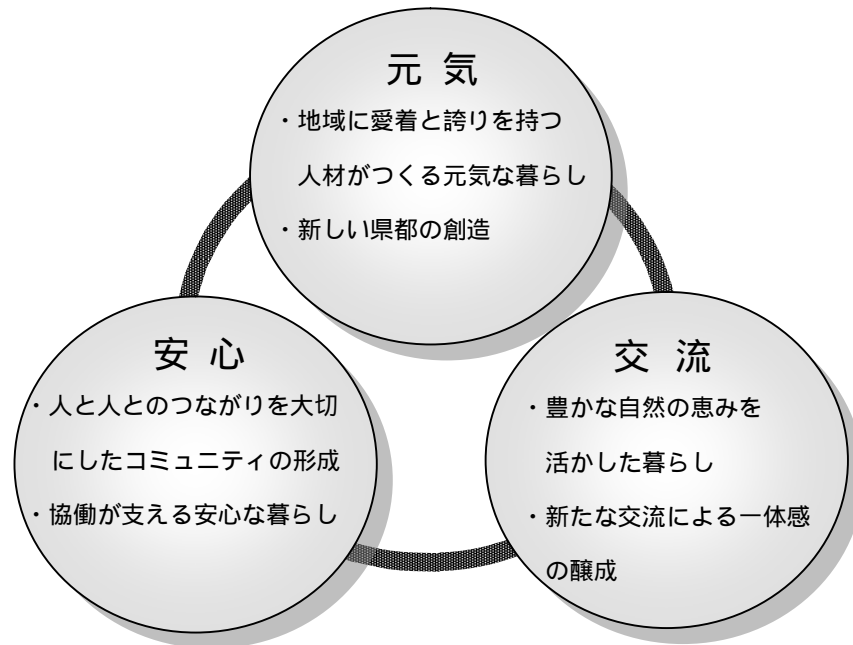 元 気
・地域に愛着と誇りを持つ
人材がつくる元気な暮らし
・新しい県都の創造
安 心
・人と人とのつながりを大切
にしたコミュニティの形成
・協働が支える安心な暮らし
交 流
・豊かな自然の恵みを
活かした暮らし
・新たな交流による一体感
の醸成